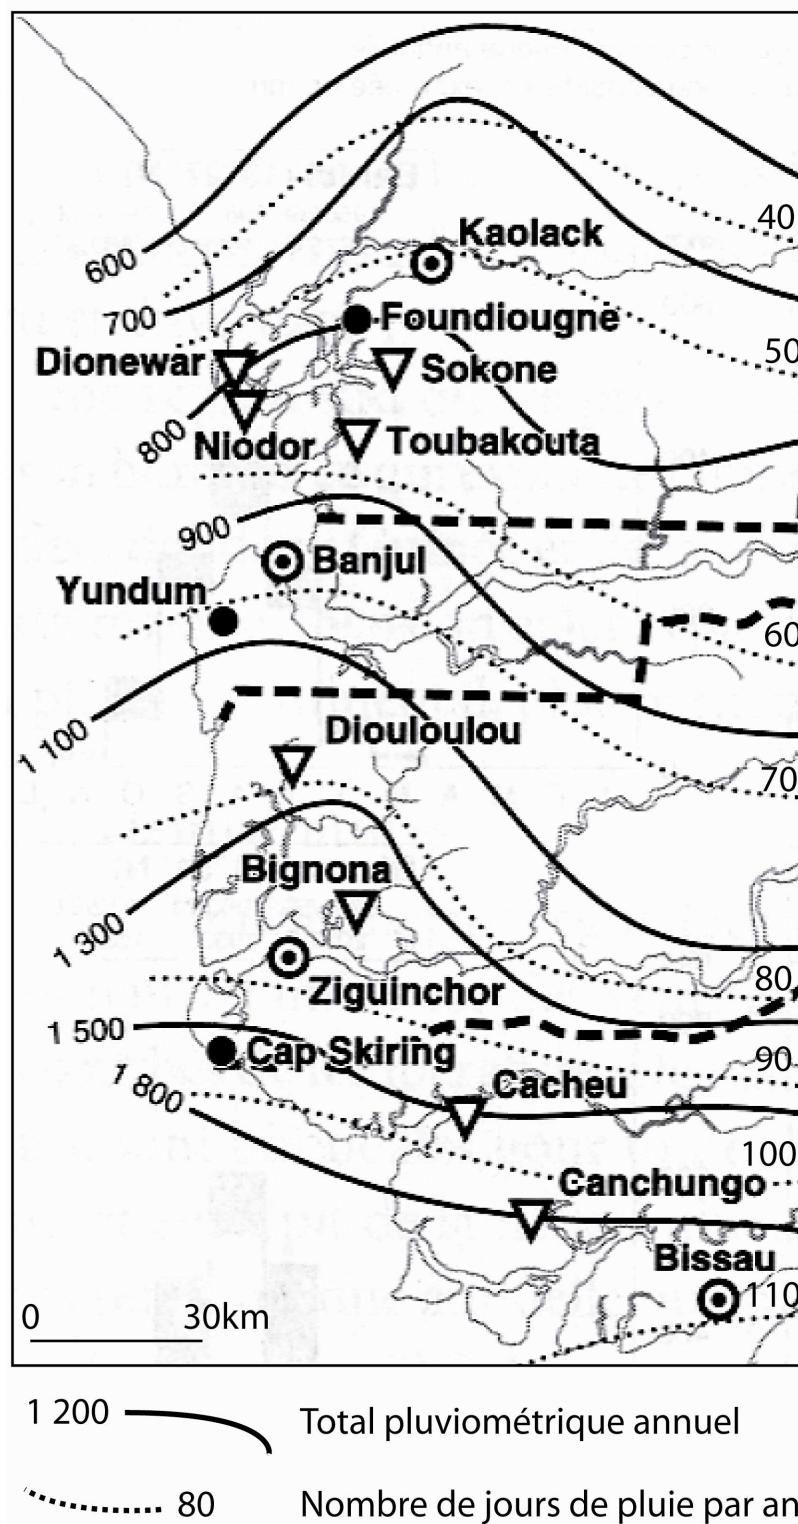 40
Kaolack
600
700
Foundiougne
50
Dionewar
Sokone
800
Niodor
Toubakouta
900
Banjul
Yundum
60
1 100
Diouloulou
70
Bignona
1 300
80
Ziguinchor
1 500
Cap Skiring
90
1 800
Cacheu
100
Canchungo
Bissau
110
0 30km
1 200 Total pluviométrique annuel
80 Nombre de jours de pluie par an